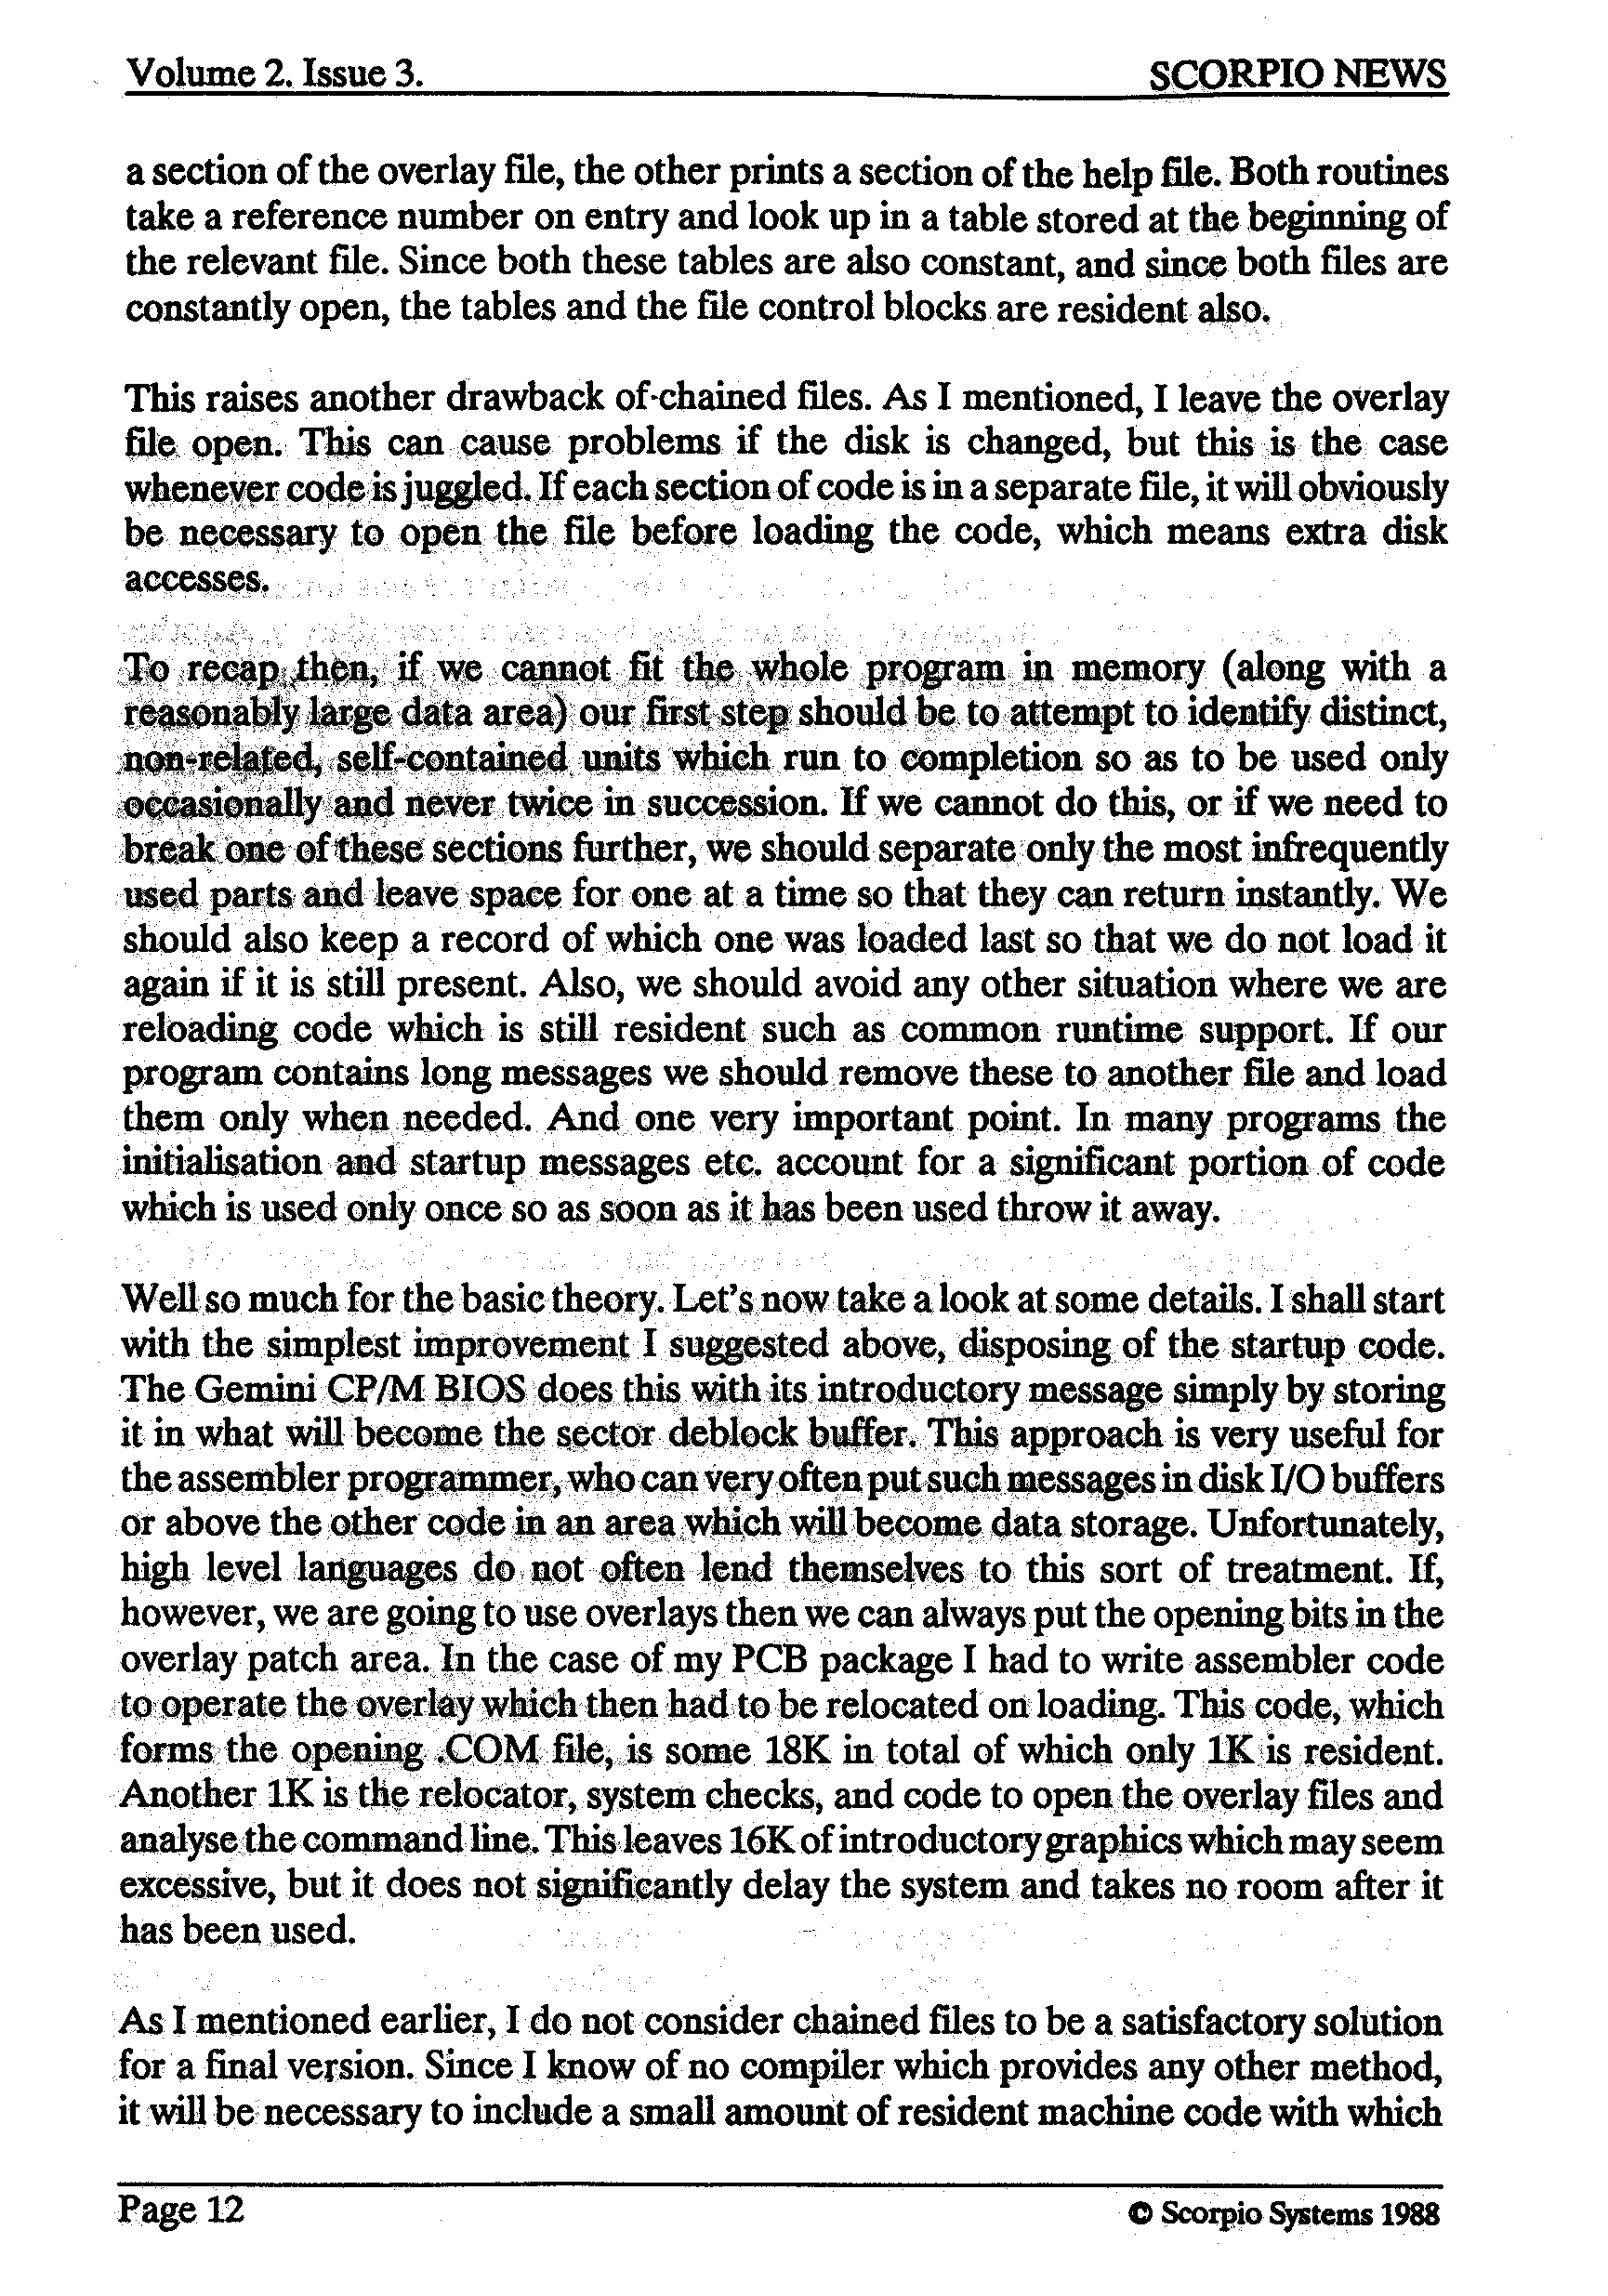 Volume 2. Issue 3. SCORPIO NEWS
a section of the overlay file, the other prints a section of the help file. Both routines
take a reference number on entry and look up in a table stored at the beginning of
the relevant file. Since both these tables are also constant, and since both files are
constantly open, the tables and the file control blocks are resident also.
This raises another drawback of chained files. As I mentioned, I leave the overlay
file open. This can cause problems if the disk is changed, but this is the case
whenever code is juggled. If each section of code is in a separate file, it will obviously
be necessary to open the file before loading the code, which means extra disk
accesses.
To recap then, if we cannot fit the whole program in memory (along with a
reasonably large data area) our first step should be to attempt to identify distinct,
non-related, self-contained units which run to completion so as to be used only
occasionally and never twice in succession. If we cannot do this, or if we need to
break one of these sections further, we should separate only the most infrequently
used parts and leave space for one at a time so that they can return instantly. We
should also keep a record of which one was loaded last so that we do not load it
again if it is still present. Also, we should avoid any other situation where we are
reloading code which is still resident such as common runtime support. If our
program contains long messages we should remove these to another file and load
them only when needed. And one very important point. In many programs the
initialisation and startup messages etc. account for a significant portion of code
which is used only once so as soon as it has been used throw it away.
Well so much for the basic theory. Let's now take a look at some details. I shall start
with the simplest improvement I suggested above, disposing of the startup code.
The Gemini CP/M BIOS does this with its introductory message simply by storing
it in what will become the sector deblock buffer. This approach is very useful for
the assembler programmer, who can very often put such messages in disk I/O buffers
or above the other code in an area which will become data storage. Unfortunately,
high level languages do not often lend themselves to this sort of treatment. If,
however, we are going to use overlays then we can always put the opening bits in the
overlay patch area. In the case of my PCB package I had to write assembler code
to operate the overlay which then had to be relocated on loading. This code, which
forms the opening .COM file, is some 18K in total of which only 1K is resident.
Another 1K is the relocator, system checks, and code to open the overlay files and
analyse the command line. This leaves 16K of introductory graphics which may seem
excessive, but it does not significantly delay the system and takes no room after it
has been used.
As I mentioned earlier, I do not consider chained files to be a satisfactory solution
for a final version. Since I know of no compiler which provides any other method,
it will be necessary to include a small amount of resident machine code with which
Page 12 © Scorpio Systems 1988